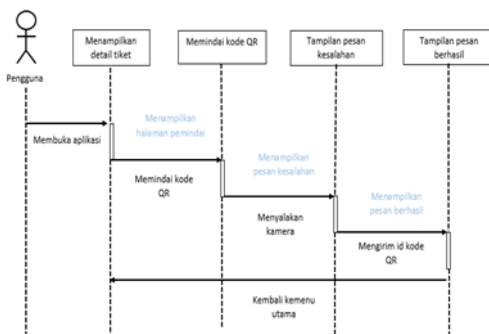 Menampilkan
detail tiket
Memindai kode QR
Tampilan pesan
kesalahan
Tampilan pesan
berhasil
Pengguna
Menampilkan
halaman pemindai
Membuka aplikasi
Menampilkan
pesan kesalahan
Memindai kode
QR
Menampilkan
pesan berhasil
Menyalakan
kamera
Mengirim id kode
QR
Kembali kemenu
utama